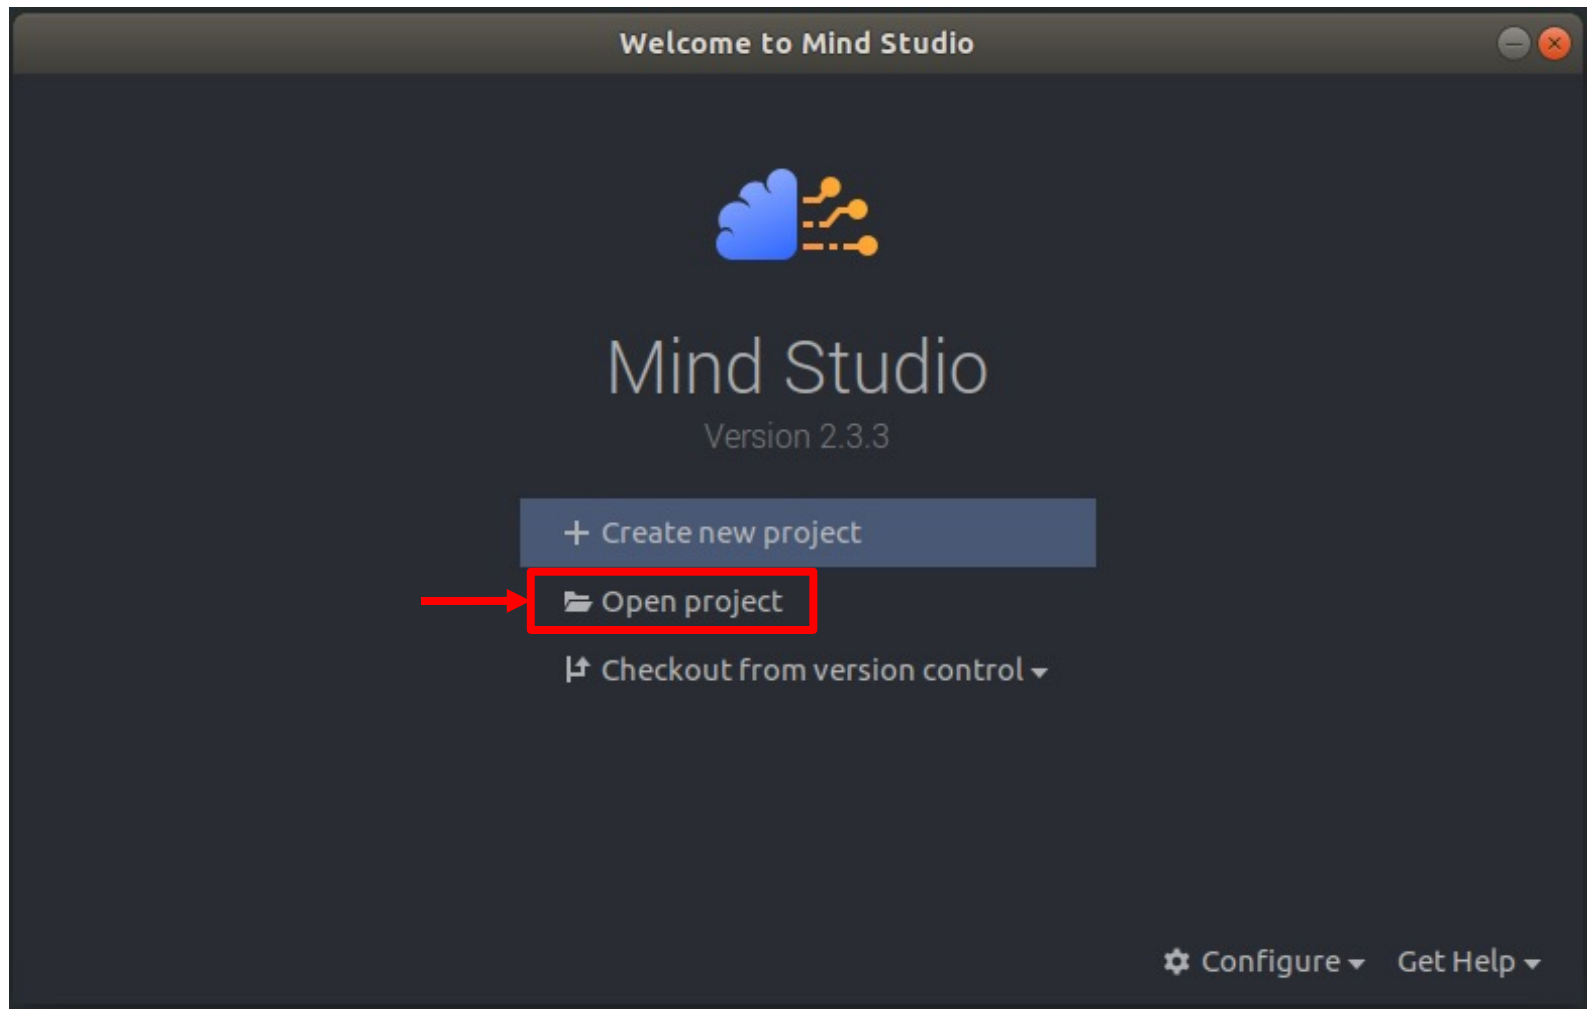 Welcome to Mind Studio
Mind Studio
Version 2.3.3
Create new project
Open project
Checkout from version control
Configure Get Help